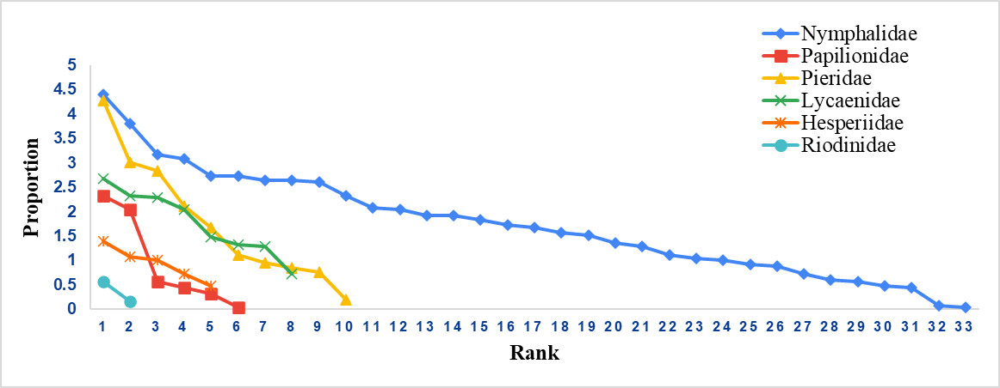 Nymphalidae
Papilionidae
Pieridae
Lycaenidae
Hesperiidae
Riodinidae
5
4.5
4
3.5
3
2.5
2
1.5
1
0.5
0
Proportion
1 2 3 4 5 6 7 8 9 10 11 12 13 14 15 16 17 18 19 20 21 22 23 24 25 26 27 28 29 30 31 32 33
Rank